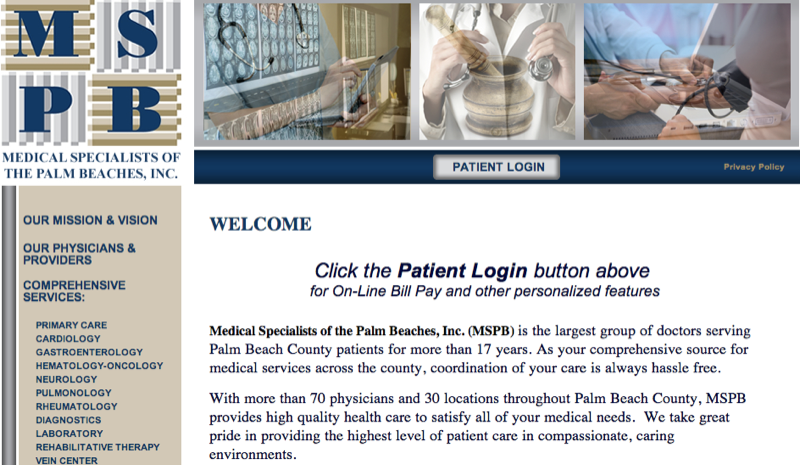 M S
P B
MEDICAL SPECIALISTS OF
THE PALM BEACHES, INC.
PATIENT LOGIN
Privacy Policy
OUR MISSION & VISION
OUR PHYSICIANS &
PROVIDERS
COMPREHENSIVE
SERVICES:
PRIMARY CARE
CARDIOLOGY
GASTROENTEROLOGY
HEMATOLOGY-ONCOLOGY
NEUROLOGY
PULMONOLOGY
RHEUMATOLOGY
DIAGNOSTICS
LABORATORY
REHABILITATIVE THERAPY
VEIN CENTER
WELCOME
Click the Patient Login button above
for On-Line Bill Pay and other personalized features
Medical Specialists of the Palm Beaches, Inc. (MSPB) is the largest group of doctors serving
Palm Beach County patients for more than 17 years. As your comprehensive source for
medical services across the county, coordination of your care is always hassle free.
With more than 70 physicians and 30 locations throughout Palm Beach County, MSPB
provides high quality health care to satisfy all of your medical needs. We take great
pride in providing the highest level of patient care in compassionate, caring
environments.